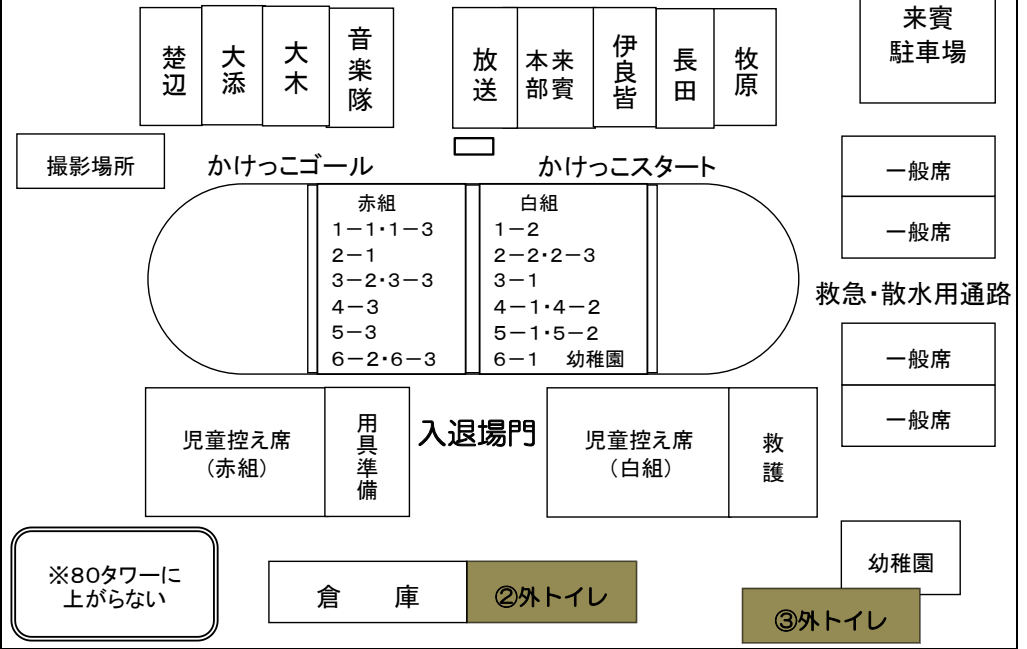 楚辺
大添
大木
音楽隊
放送
本部
来賓
伊良皆
長田
牧原
来賓
駐車場
撮影場所
かけっこゴール
かけっこスタート
一般席
一般席
赤組
1－1・1－3
2－1
3－2・3－3
4－3
5－3
6－2・6－3
白組
1－2
2－2・2－3
3－1
4－1・4－2
5－1・5－2
6－1 幼稚園
救急・散水用通路
一般席
一般席
児童控え席
（赤組）
用具準備
入退場門
児童控え席
（白組）
救護
※80タワーに
上がらない
倉 庫
②外トイレ
幼稚園
③外トイレ